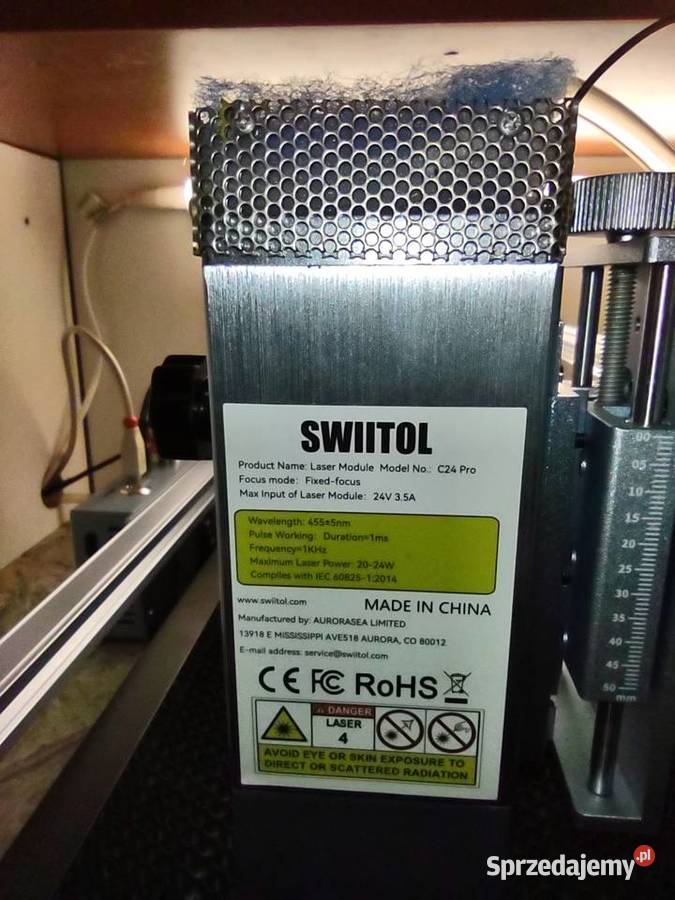 SWIITOL
Product Name: Laser Module Model No.: C24 Pro
Focus mode: Fixed-focus
Max Input of Laser Module: 24V 3.5A
Wavelength: 455±5nm
Pulse Working: Duration=1ms
Frequency=1KHz
Maximum Laser Power: 20-24W
Complies with IEC 60825-1:2014
www.swiitol.com MADE IN CHINA
Manufactured by: AURORASEA LIMITED
13918 E MISSISSIPPI AVE518 AURORA, CO 80012
E-mail address: service@swiitol.com
CE FC RoHS
⚠ DANGER
LASER
4
AVOID EYE OR SKIN EXPOSURE TO
DIRECT OR SCATTERED RADIATION
00
05
10
15
20
25
30
35
40
45
50
mm
Sprzedajemy.pl